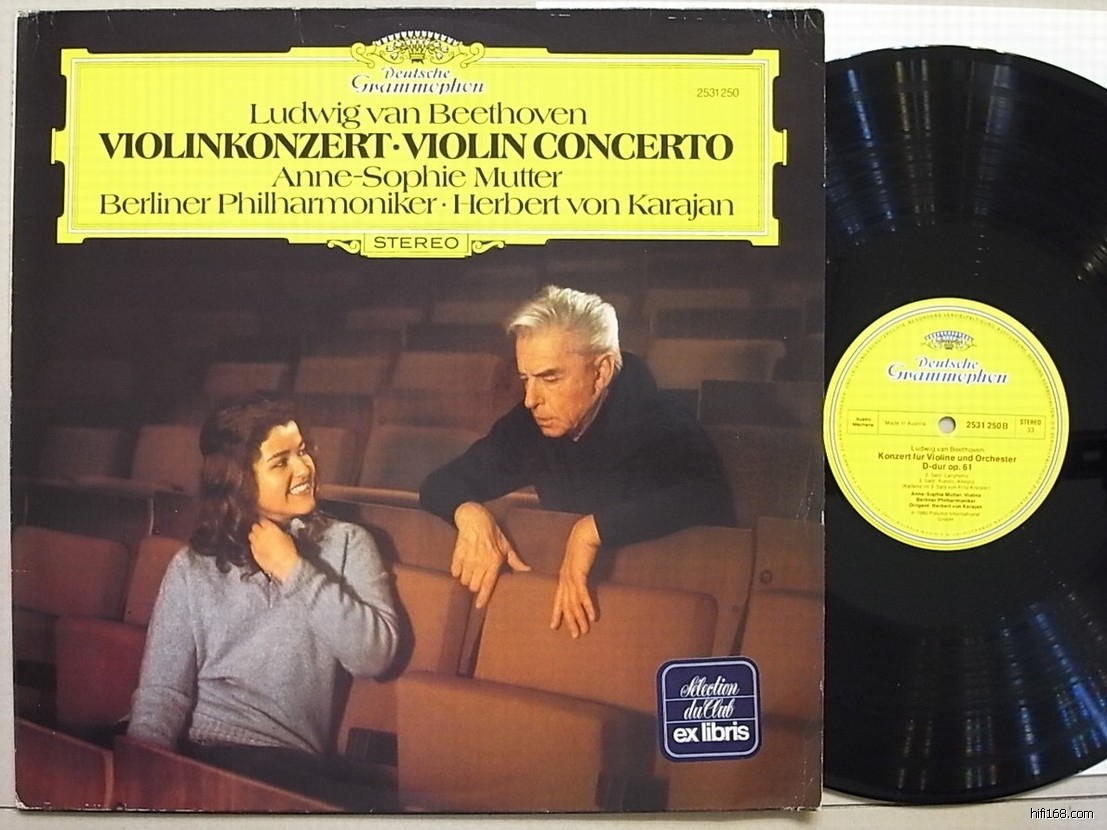 Deutsche
Grammophon
2531 250
Ludwig van Beethoven
VIOLINKONZERT · VIOLIN CONCERTO
Anne-Sophie Mutter
Berliner Philharmoniker · Herbert von Karajan
STEREO
Sélection
du Club
ex libris
Deutsche
Grammophon
Made in Austria
2531 250 B
STEREO
33
Ludwig van Beethoven
Konzert für Violine und Orchester
D-dur op. 61
Anne-Sophie Mutter, Violine
Berliner Philharmoniker
Dirigent: Herbert von Karajan
hifi168.com